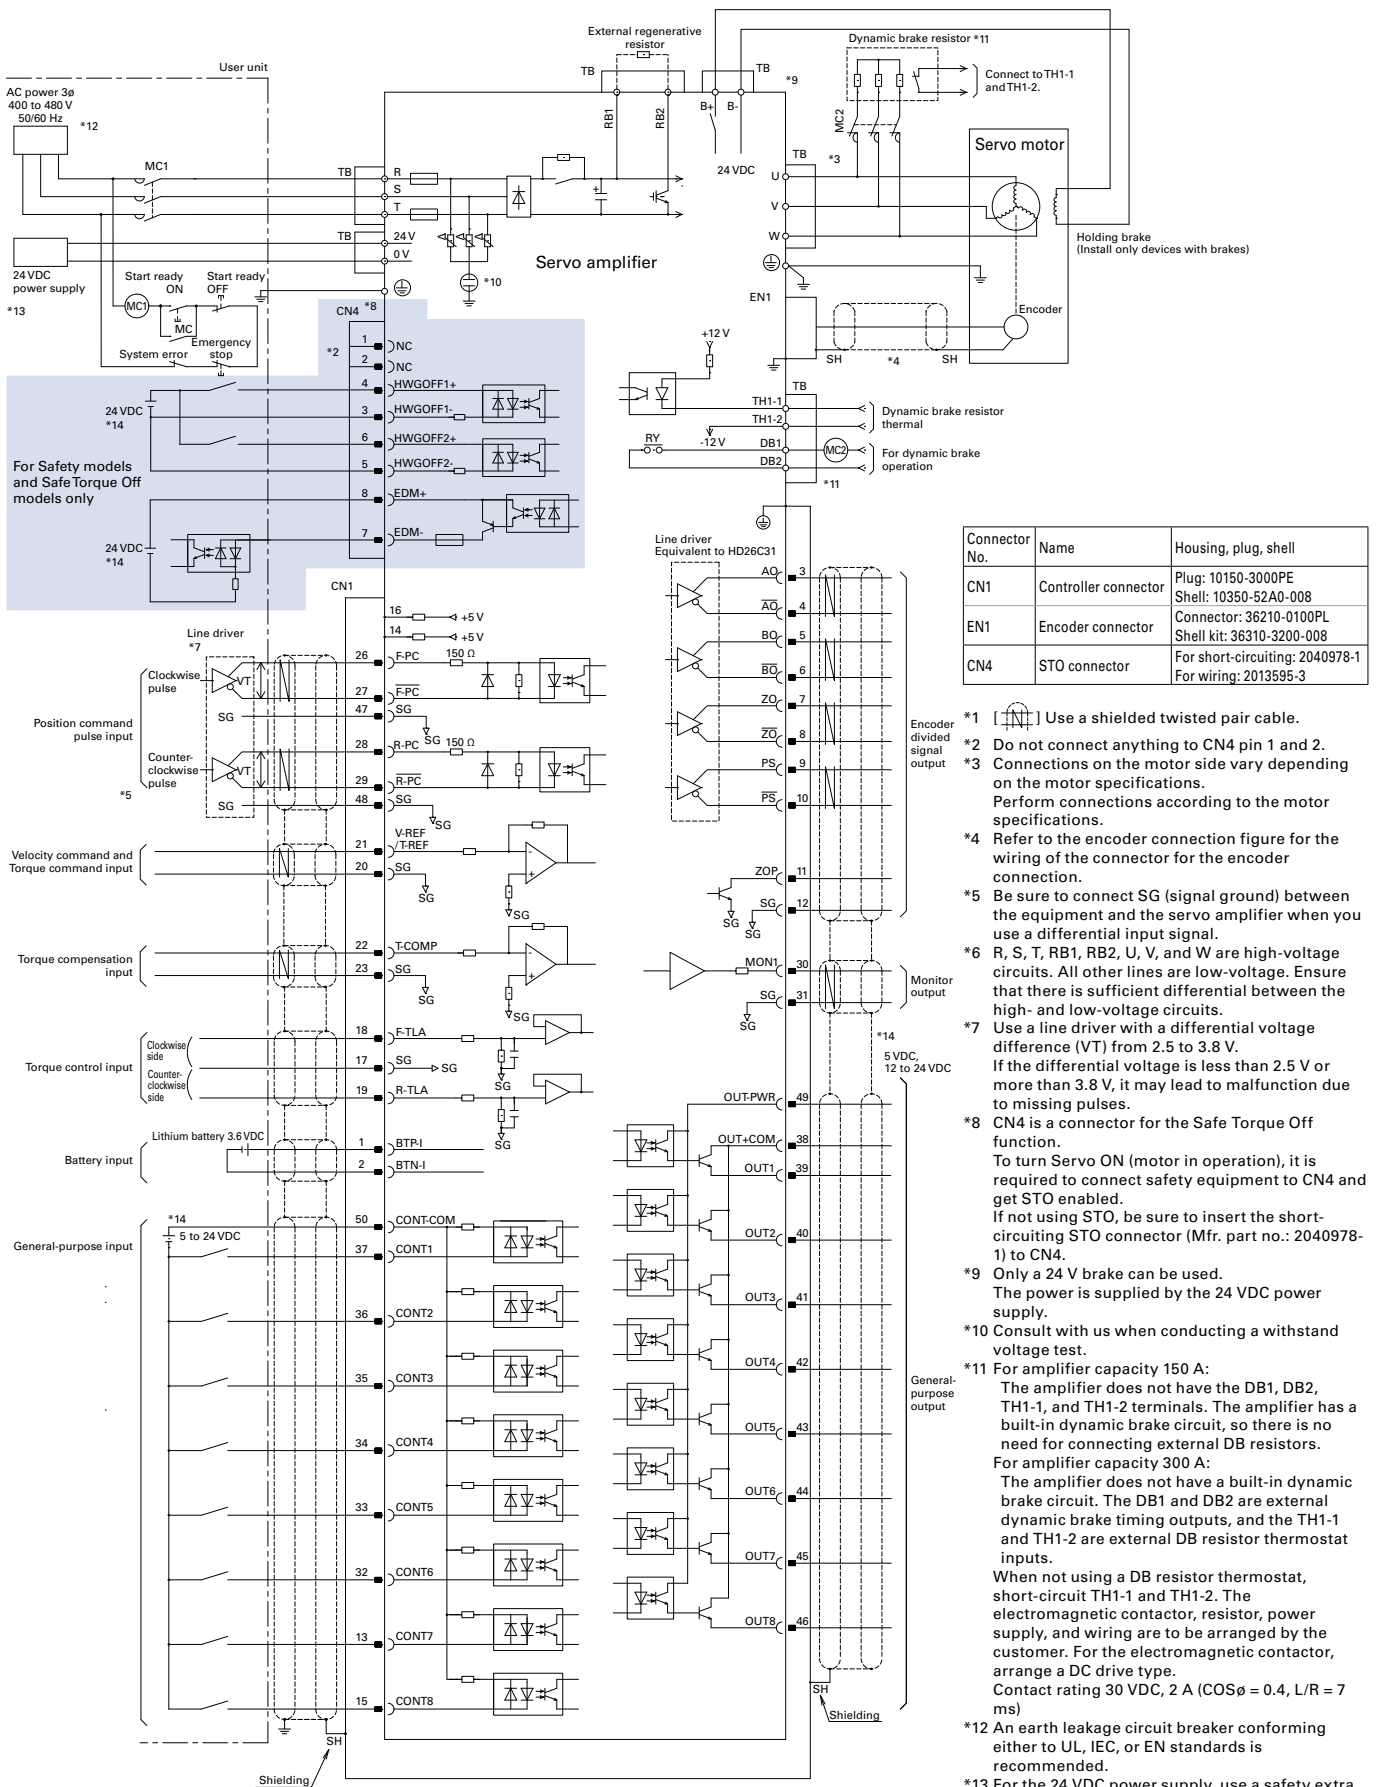 External regenerative
resistor
Dynamic brake resistor *11
User unit
TB
TB
*9
Connect to TH1-1
and TH1-2.
AC power 3ø
400 to 480 V
50/60 Hz
*12
RB1
RB2
B+
B-
MC2
Servo motor
MC1
TB
R
S
T
24 VDC
TB
*3
U
V
W
TB
24 V
0 V
Holding brake
(Install only devices with brakes)
24 VDC
power supply
*13
Start ready
ON
Start ready
OFF
MC1
MC
System error
Emergency
stop
*10
Servo amplifier
EN1
Encoder
SH
*4
SH
CN4
*8
*2
1
NC
2
NC
4
HWGOFF1+
3
HWGOFF1-
6
HWGOFF2+
5
HWGOFF2-
8
EDM+
7
EDM-
24 VDC
*14
For Safety models
and Safe Torque Off
models only
24 VDC
*14
+12 V
-12 V
TB
TH1-1
TH1-2
Dynamic brake resistor
thermal
RY
DB1
DB2
MC2
For dynamic brake
operation
*11
CN1
16
+5 V
14
+5 V
Line driver
*7
Clockwise
pulse
VT
SG
Position command
pulse input
Counter-
clockwise
pulse
VT
SG
*5
26
F-PC
150 Ω
27
F-PC
47
SG
SG
28
R-PC
150 Ω
29
R-PC
48
SG
SG
Velocity command and
Torque command input
21
V-REF
/T-REF
20
SG
SG
SG
Torque compensation
input
22
T-COMP
23
SG
SG
SG
Torque control input
Clockwise
side
Counter-
clockwise
side
18
F-TLA
17
SG
SG
SG
19
R-TLA
SG
Battery input
Lithium battery 3.6 VDC
1
BTP-I
2
BTN-I
General-purpose input
*14
5 to 24 VDC
50
CONT-COM
37
CONT1
36
CONT2
35
CONT3
34
CONT4
33
CONT5
32
CONT6
13
CONT7
15
CONT8
SH
Shielding
Line driver
Equivalent to HD26C31
AO
3
AO
4
BO
5
BO
6
ZO
7
ZO
8
PS
9
PS
10
Encoder
divided
signal
output
ZOP
11
SG
12
SG
SG
MON1
30
SG
31
SG
Monitor
output
*14
5 VDC,
12 to 24 VDC
OUT-PWR
49
OUT+COM
38
OUT1
39
OUT2
40
OUT3
41
OUT4
42
OUT5
43
OUT6
44
OUT7
45
OUT8
46
General-
purpose
output
SH
Shielding
Connector No. Name Housing, plug, shell
CN1 Controller connector Plug: 10150-3000PE
Shell: 10350-52A0-008
EN1 Encoder connector Connector: 36210-0100PL
Shell kit: 36310-3200-008
CN4 STO connector For short-circuiting: 2040978-1
For wiring: 2013595-3
*1 [ ] Use a shielded twisted pair cable.
*2 Do not connect anything to CN4 pin 1 and 2.
*3 Connections on the motor side vary depending
on the motor specifications.
Perform connections according to the motor
specifications.
*4 Refer to the encoder connection figure for the
wiring of the connector for the encoder
connection.
*5 Be sure to connect SG (signal ground) between
the equipment and the servo amplifier when you
use a differential input signal.
*6 R, S, T, RB1, RB2, U, V, and W are high-voltage
circuits. All other lines are low-voltage. Ensure
that there is sufficient differential between the
high- and low-voltage circuits.
*7 Use a line driver with a differential voltage
difference (VT) from 2.5 to 3.8 V.
If the differential voltage is less than 2.5 V or
more than 3.8 V, it may lead to malfunction due
to missing pulses.
*8 CN4 is a connector for the Safe Torque Off
function.
To turn Servo ON (motor in operation), it is
required to connect safety equipment to CN4 and
get STO enabled.
If not using STO, be sure to insert the short-
circuiting STO connector (Mfr. part no.: 2040978-
1) to CN4.
*9 Only a 24 V brake can be used.
The power is supplied by the 24 VDC power
supply.
*10 Consult with us when conducting a withstand
voltage test.
*11 For amplifier capacity 150 A:
The amplifier does not have the DB1, DB2,
TH1-1, and TH1-2 terminals. The amplifier has a
built-in dynamic brake circuit, so there is no
need for connecting external DB resistors.
For amplifier capacity 300 A:
The amplifier does not have a built-in dynamic
brake circuit. The DB1 and DB2 are external
dynamic brake timing outputs, and the TH1-1
and TH1-2 are external DB resistor thermostat
inputs.
When not using a DB resistor thermostat,
short-circuit TH1-1 and TH1-2. The
electromagnetic contactor, resistor, power
supply, and wiring are to be arranged by the
customer. For the electromagnetic contactor,
arrange a DC drive type.
Contact rating 30 VDC, 2 A (COSø = 0.4, L/R = 7
ms)
*12 An earth leakage circuit breaker conforming
either to UL, IEC, or EN standards is
recommended.
*13 For the 24 VDC power supply, use a safety extra